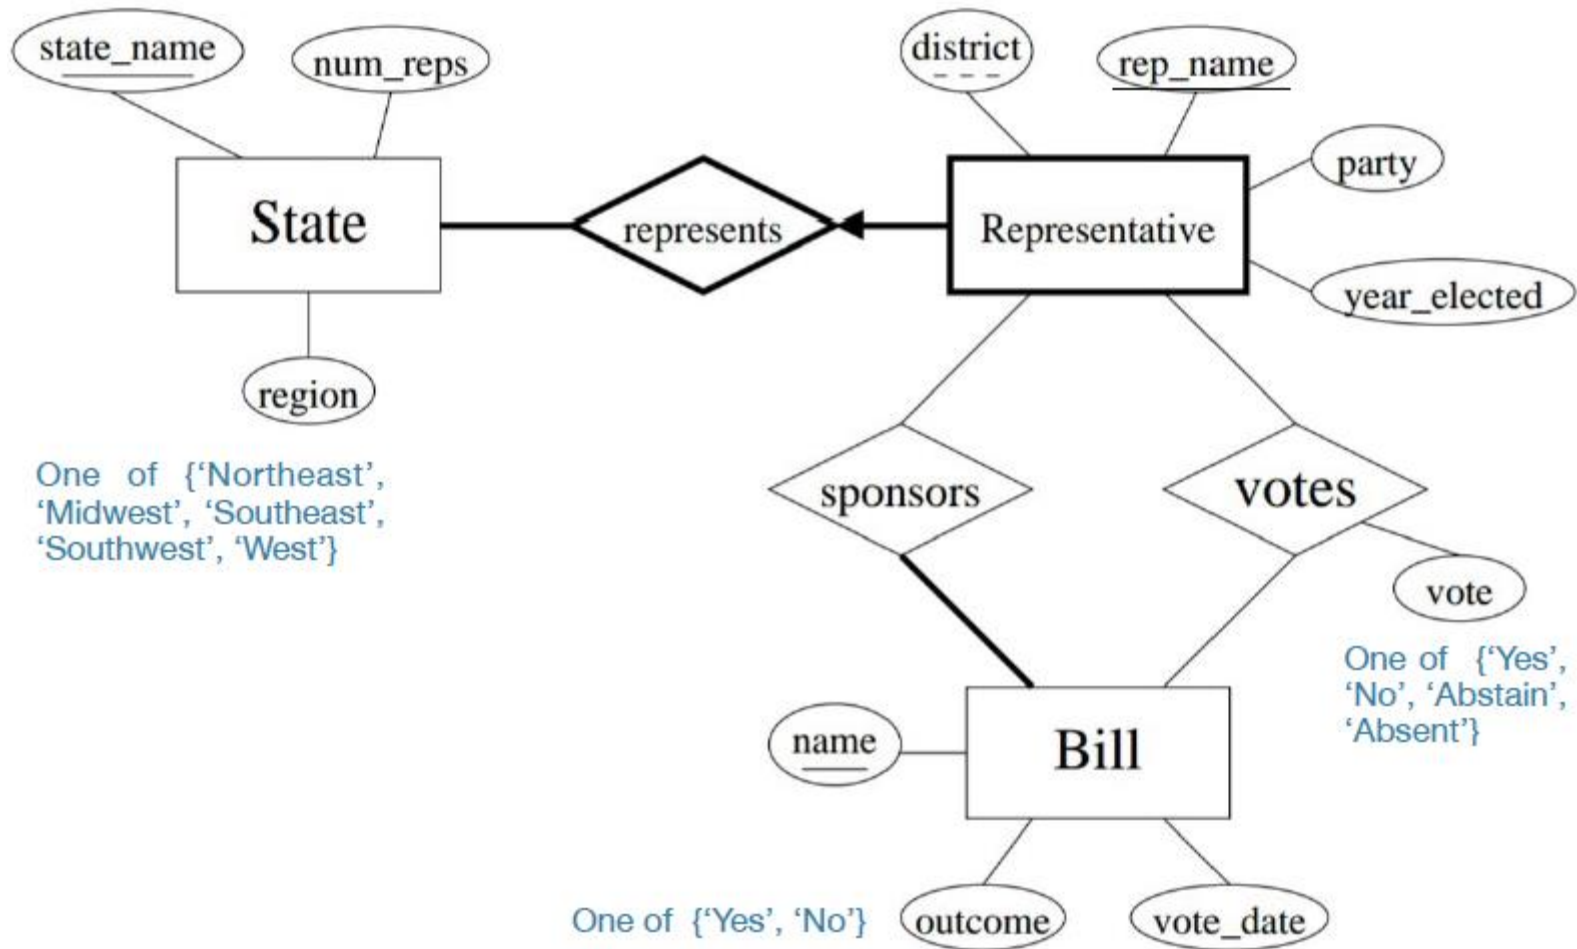 state_name
num_reps
district
rep_name
party
State
represents
Representative
year_elected
region
One of {‘Northeast’,
‘Midwest’, ‘Southeast’,
‘Southwest’, ‘West’}
sponsors
votes
vote
One of {‘Yes’,
‘No’, ‘Abstain’,
‘Absent’}
name
Bill
One of {‘Yes’, ‘No’}
outcome
vote_date